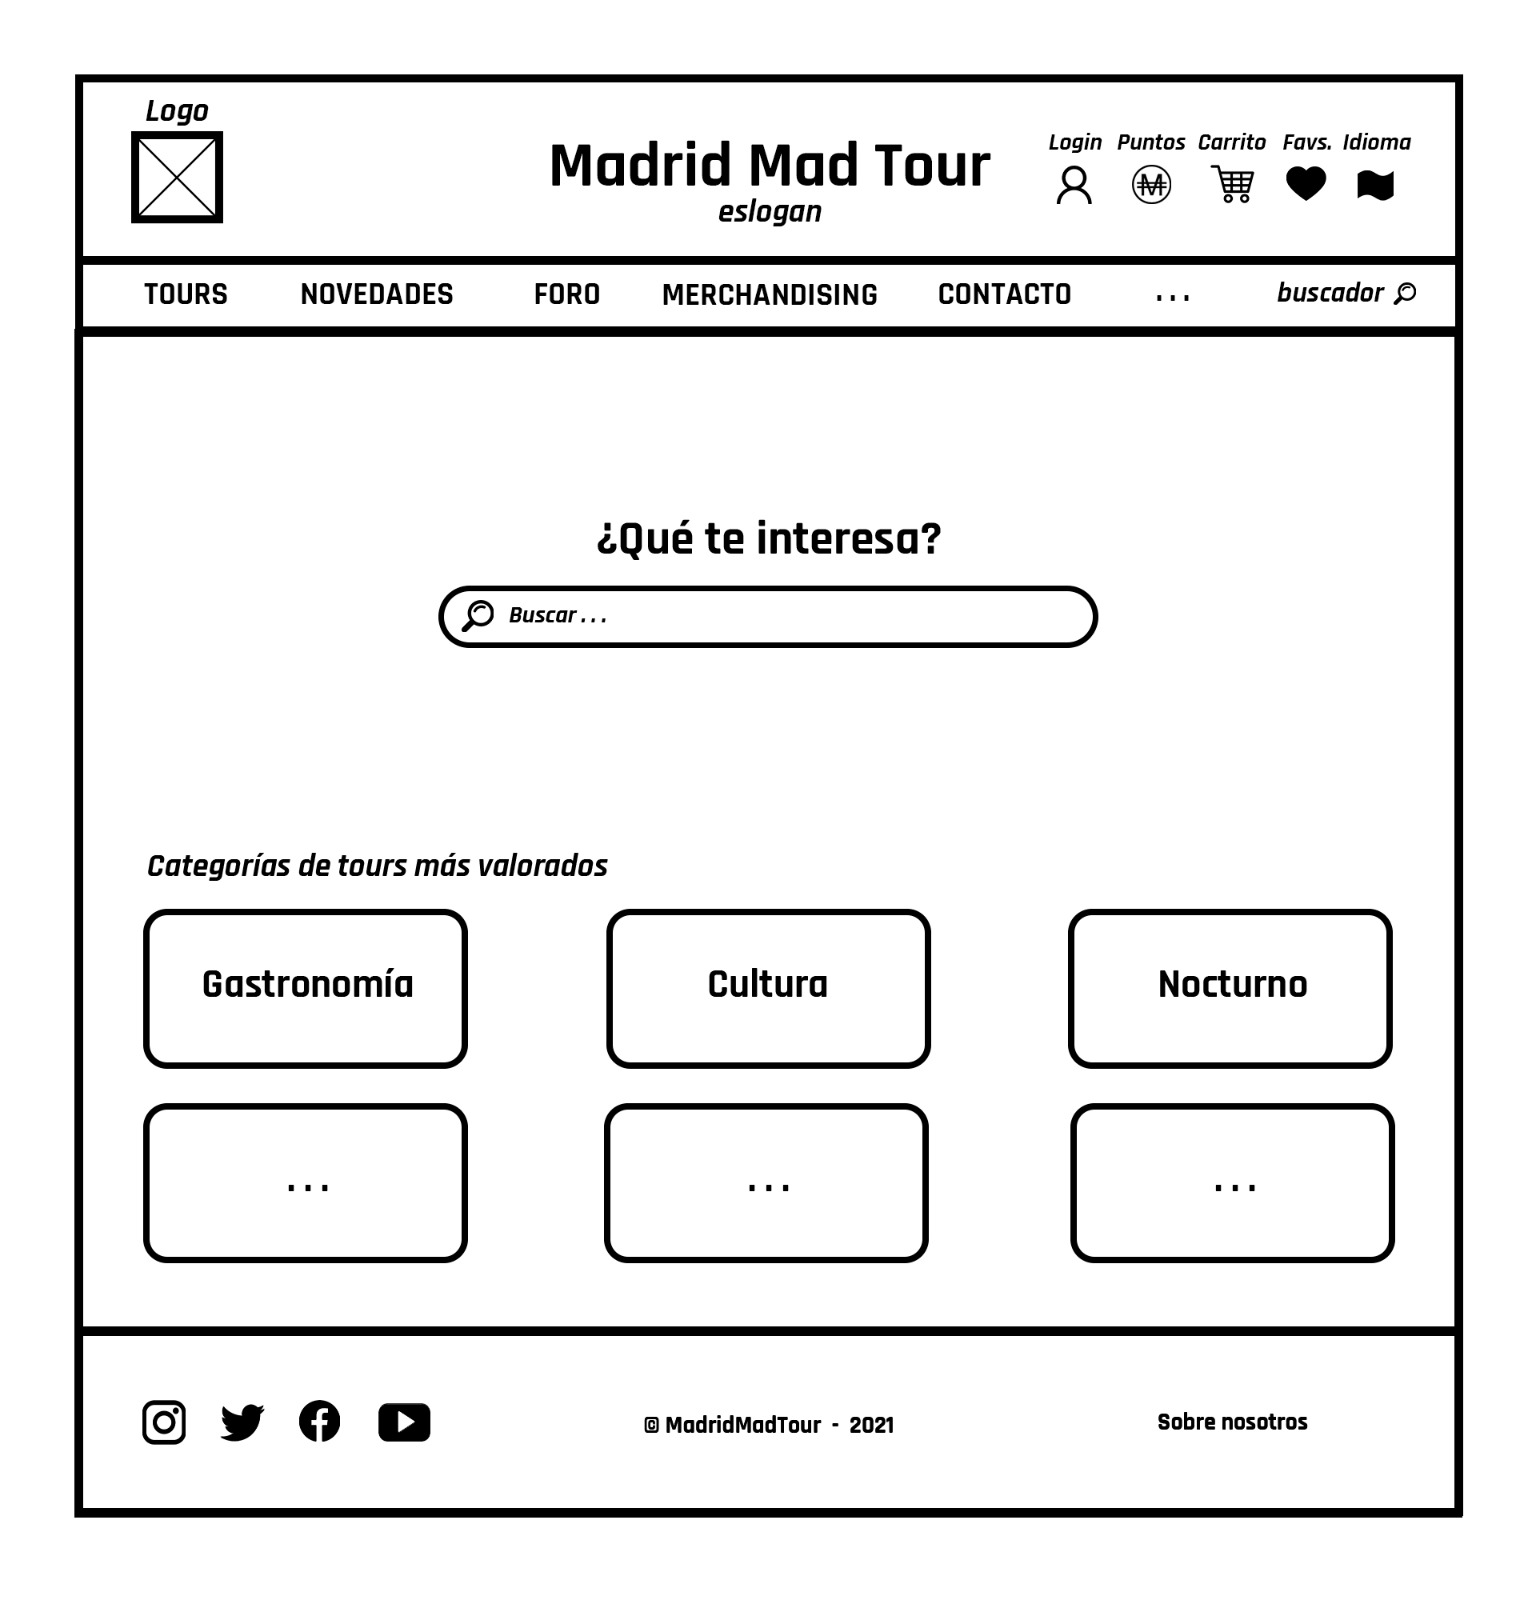 Logo
Madrid Mad Tour
eslogan
Login Puntos Carrito Favs. Idioma
TOURS NOVEDADES FORO MERCHANDISING CONTACTO ... buscador
¿Qué te interesa?
Buscar...
Categorías de tours más valorados
Gastronomía Cultura Nocturno
... ... ...
© MadridMadTour - 2021 Sobre nosotros